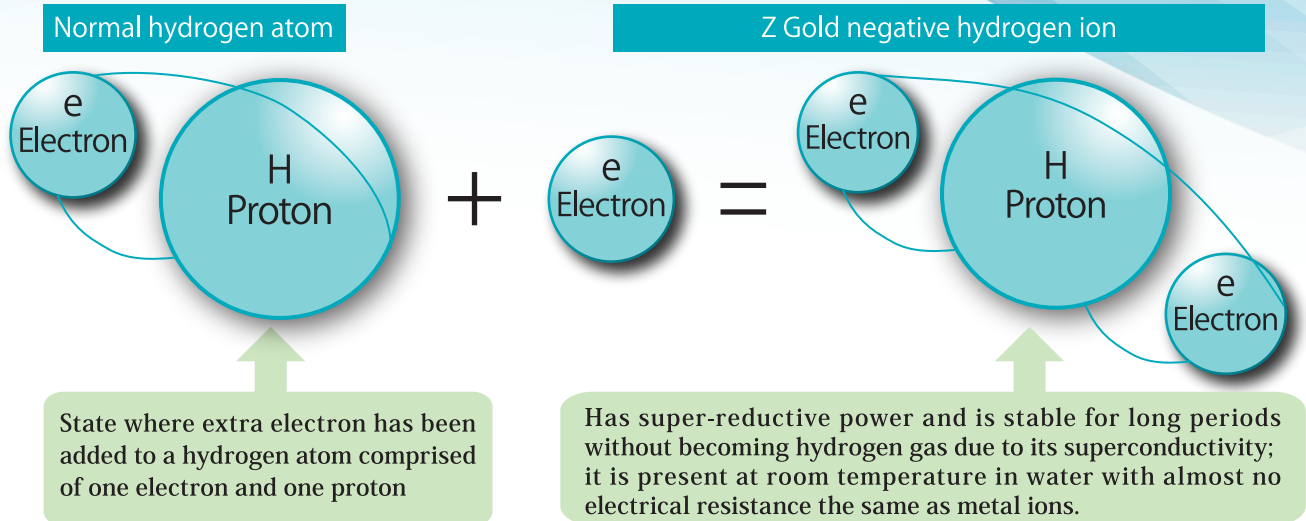 Normal hydrogen atom
Z Gold negative hydrogen ion
e
Electron
H
Proton
+
e
Electron
=
e
Electron
H
Proton
e
Electron
State where extra electron has been
added to a hydrogen atom comprised
of one electron and one proton
Has super-reductive power and is stable for long periods
without becoming hydrogen gas due to its superconductivity;
it is present at room temperature in water with almost no
electrical resistance the same as metal ions.